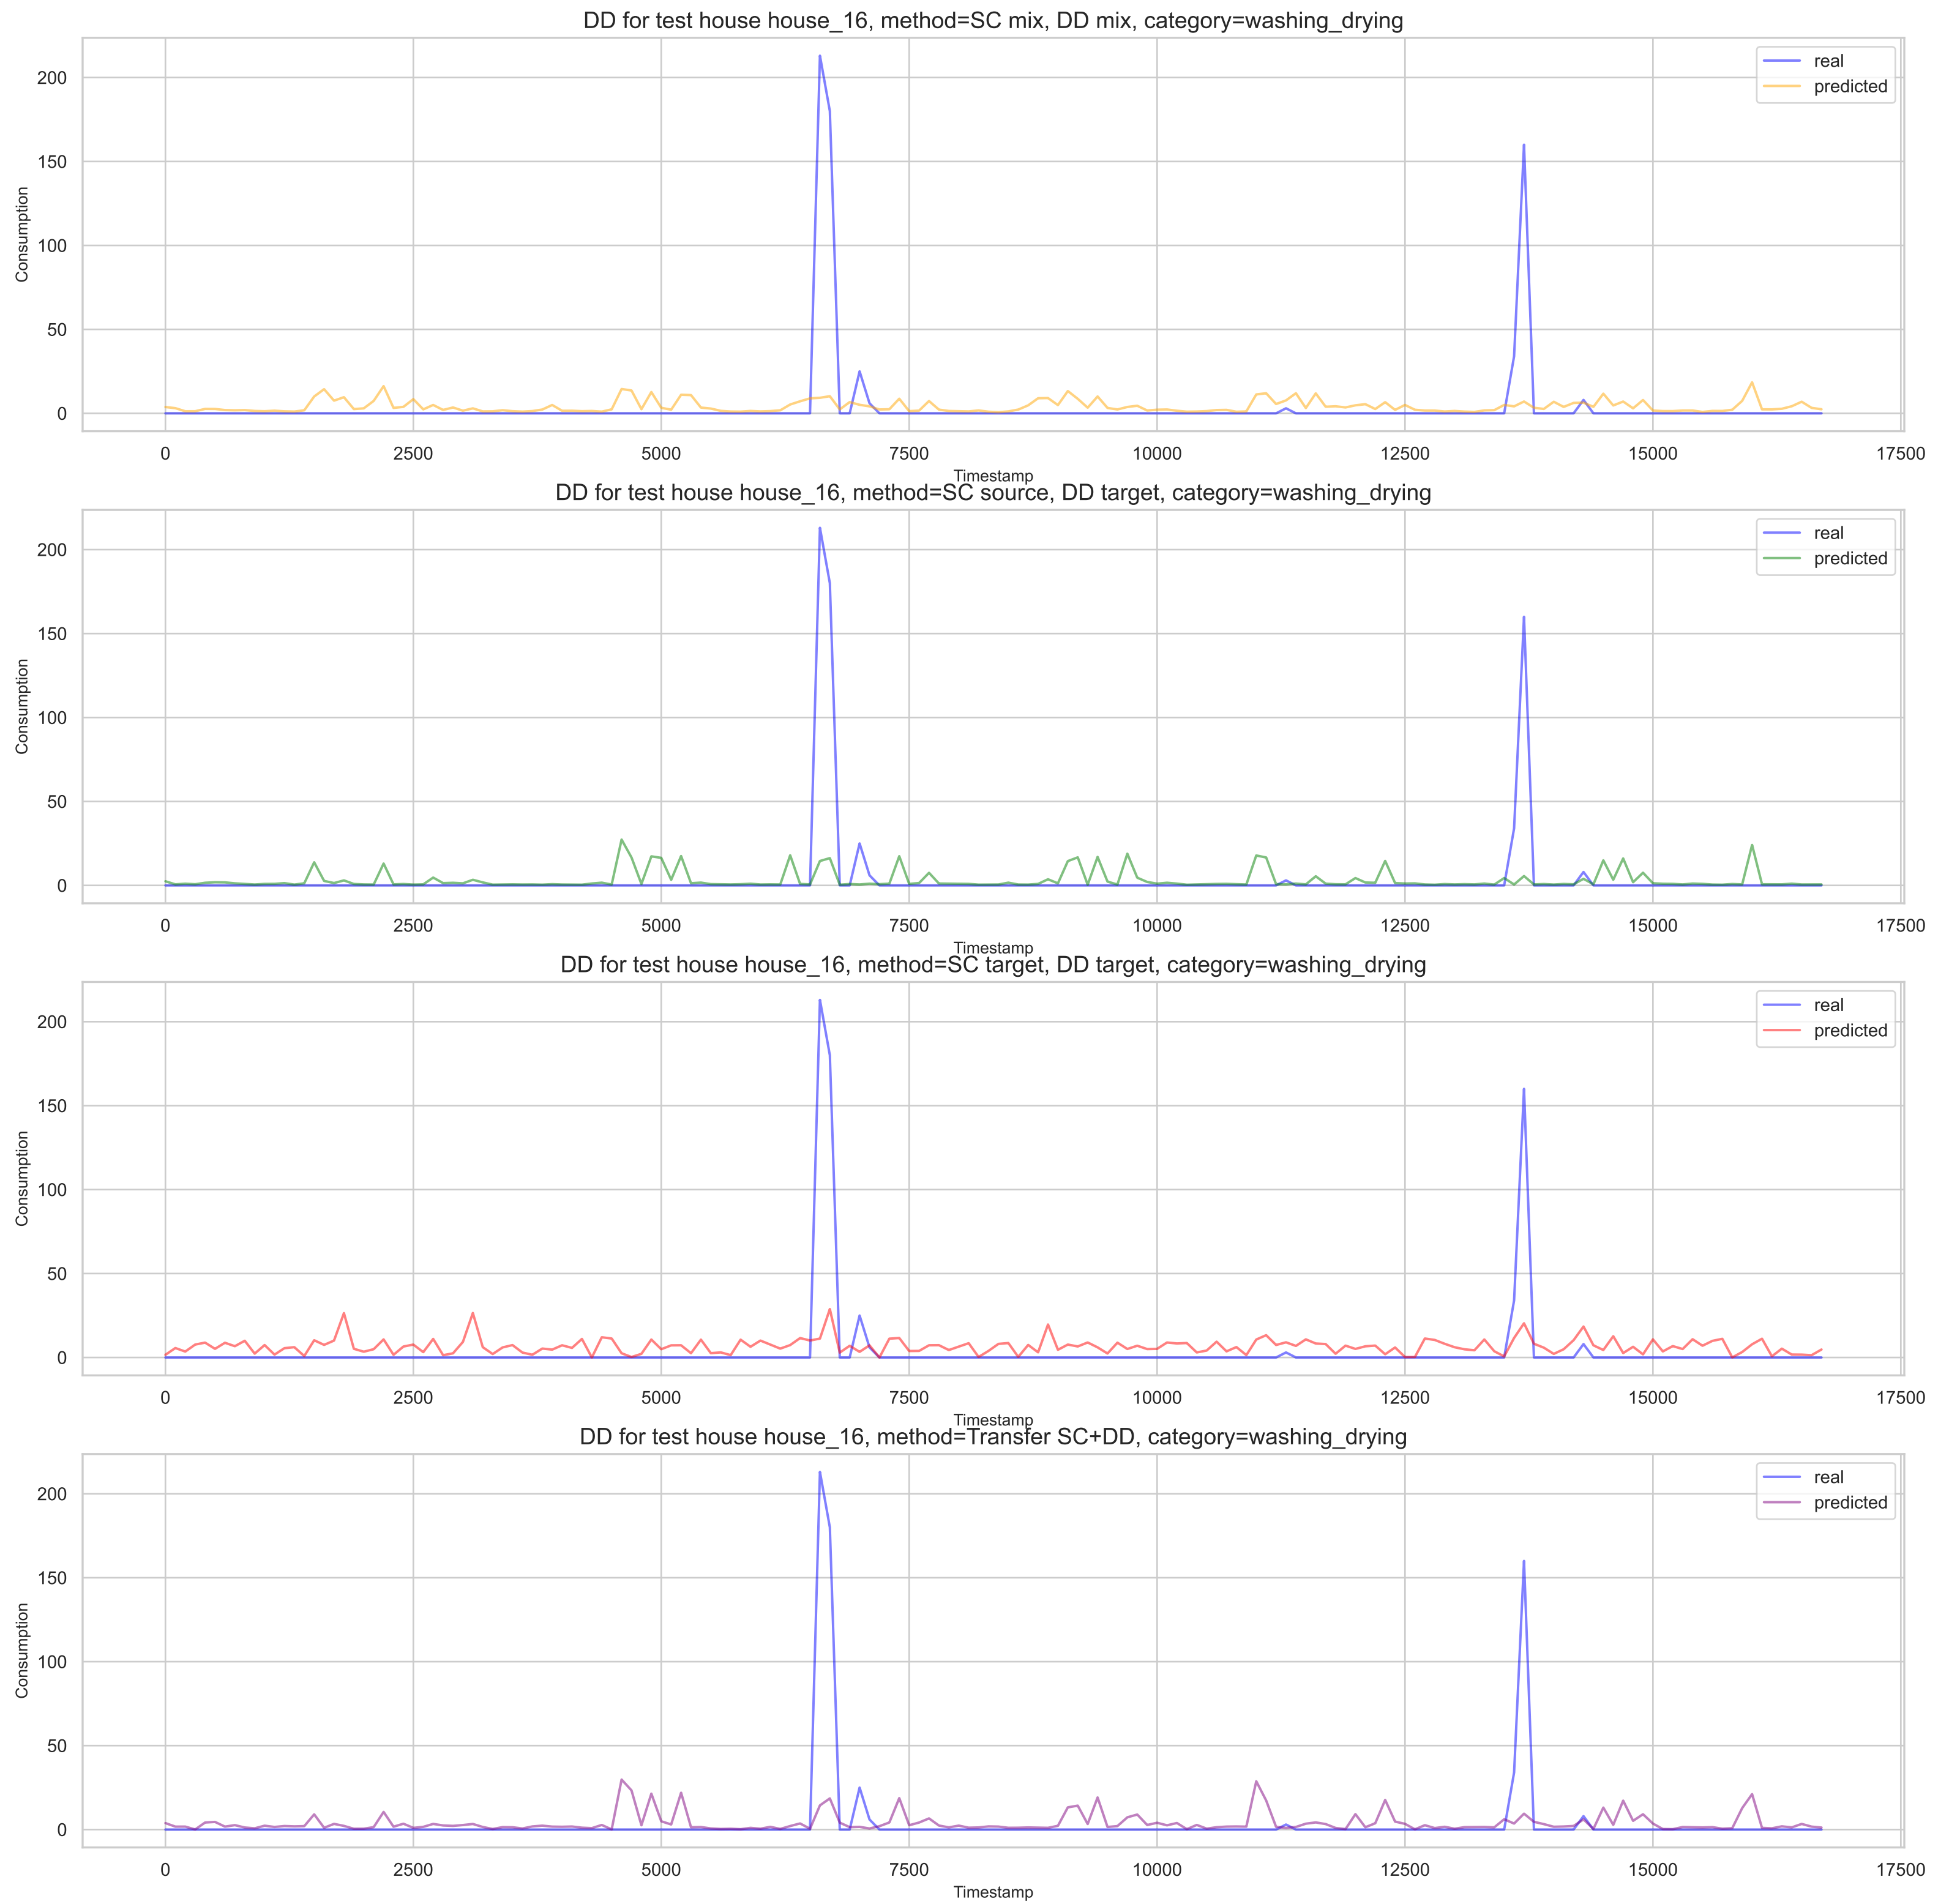 DD for test house house_16, method=SC mix, DD mix, category=washing_drying
real
predicted
200
150
100
50
0
Consumption
0 2500 5000 7500 10000 12500 15000 17500
Timestamp
DD for test house house_16, method=SC source, DD target, category=washing_drying
real
predicted
200
150
100
50
0
Consumption
0 2500 5000 7500 10000 12500 15000 17500
Timestamp
DD for test house house_16, method=SC target, DD target, category=washing_drying
real
predicted
200
150
100
50
0
Consumption
0 2500 5000 7500 10000 12500 15000 17500
Timestamp
DD for test house house_16, method=Transfer SC+DD, category=washing_drying
real
predicted
200
150
100
50
0
Consumption
0 2500 5000 7500 10000 12500 15000 17500
Timestamp